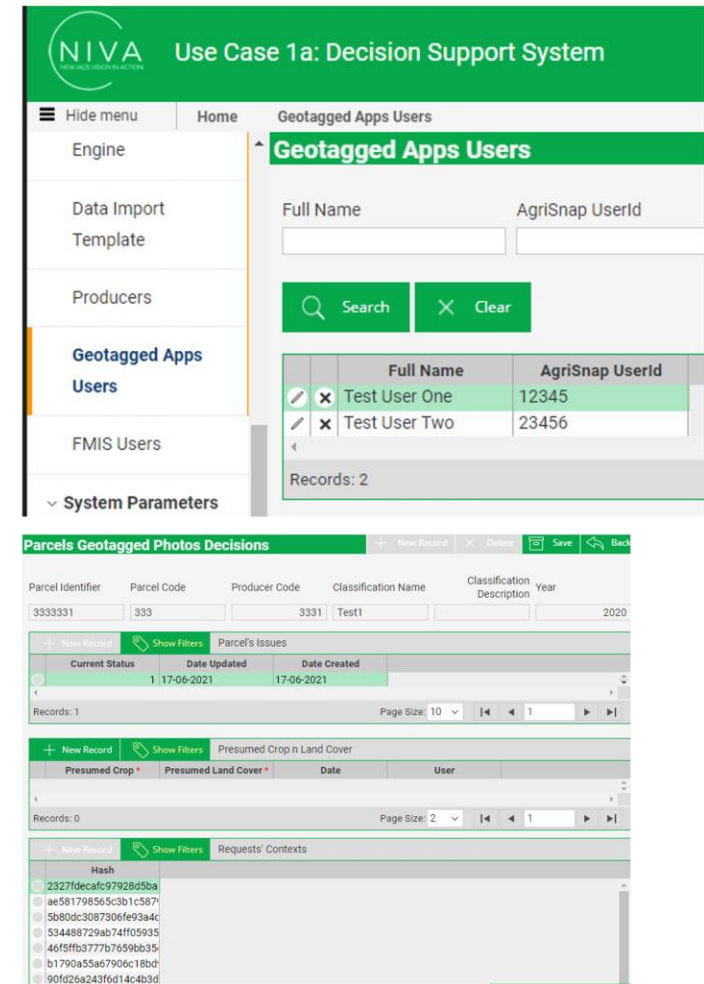 NIVA
NEW IACS VISION IN ACTION
Use Case 1a: Decision Support System
Hide menu Home Geotagged Apps Users
Engine
Data Import
Template
Producers
Geotagged Apps
Users
FMIS Users
System Parameters
Geotagged Apps Users
Full Name AgriSnap UserId
Search Clear
Full Name AgriSnap UserId
Test User One 12345
Test User Two 23456
Records: 2
Parcels Geotagged Photos Decisions New Record Delete Save Back
Parcel Identifier Parcel Code Producer Code Classification Name Classification Description Year
3333331 333 3331 Test1 2020
New Record Show Filters Parcel's Issues
Current Status Date Updated Date Created
1 17-06-2021 17-06-2021
Records: 1 Page Size: 10 1
New Record Show Filters Presumed Crop n Land Cover
Presumed Crop * Presumed Land Cover * Date User
Records: 0 Page Size: 2 1
New Record Show Filters Requests' Contexts
Hash
2327fdecafc97928d5ba
ae581798565c3b1c587
5b80dc3087306fe93a4c
534488729ab74ff05935
46f5ffb3777b7659bb35
b1790a55a67906c18bd
90fd26a243f6d14c4b3d